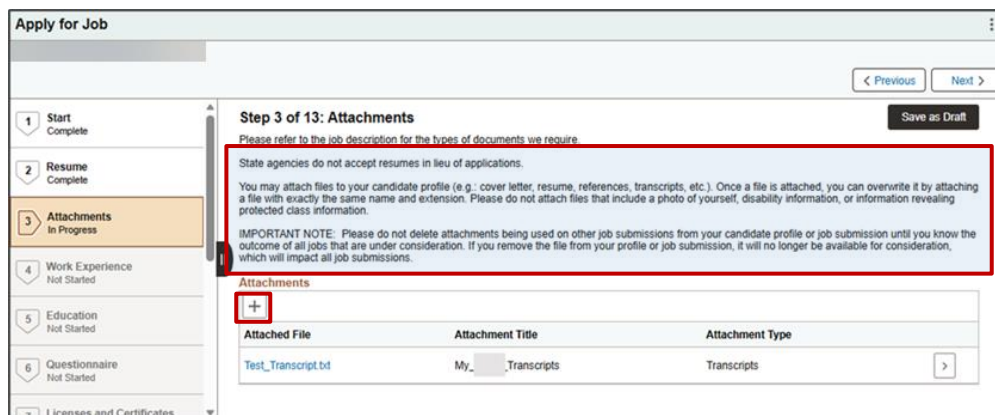 Apply for Job
Previous
Next
1
Start
Complete
2
Resume
Complete
3
Attachments
In Progress
4
Work Experience
Not Started
5
Education
Not Started
6
Questionnaire
Not Started
Licenses and Certificates
Step 3 of 13: Attachments
Save as Draft
Please refer to the job description for the types of documents we require.
State agencies do not accept resumes in lieu of applications.
You may attach files to your candidate profile (e.g.: cover letter, resume, references, transcripts, etc.). Once a file is attached, you can overwrite it by attaching
a file with exactly the same name and extension. Please do not attach files that include a photo of yourself, disability information, or information revealing
protected class information.
IMPORTANT NOTE:  Please do not delete attachments being used on other job submissions from your candidate profile or job submission until you know the
outcome of all jobs that are under consideration. If you remove the file from your profile or job submission, it will no longer be available for consideration,
which will impact all job submissions.
Attachments
Attached File Attachment Title Attachment Type
Test_Transcript.txt My_ _Transcripts Transcripts